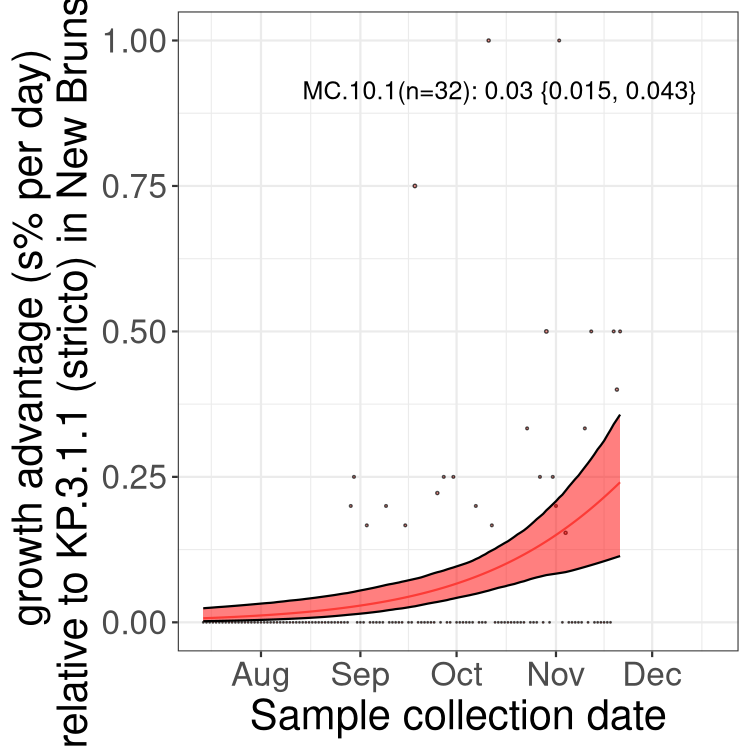 growth advantage (s% per day)
relative to KP.3.1.1 (stricto) in New Bruns
1.00
0.75
0.50
0.25
0.00
MC.10.1(n=32): 0.03 {0.015, 0.043}
Aug Sep Oct Nov Dec
Sample collection date